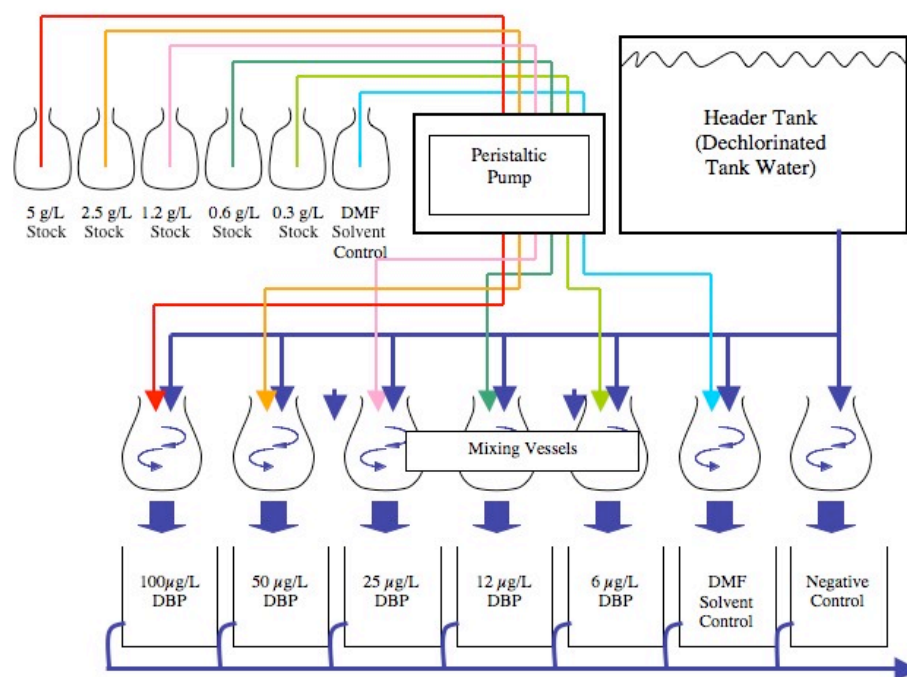 Header Tank
(Dechlorinated
Tank Water)
Peristaltic
Pump
5 g/L
Stock
2.5 g/L
Stock
1.2 g/L
Stock
0.6 g/L
Stock
0.3 g/L
Stock
DMF
Solvent
Control
Mixing Vessels
100µg/L
DBP
50 µg/L
DBP
25 µg/L
DBP
12 µg/L
DBP
6 µg/L
DBP
DMF
Solvent
Control
Negative
Control